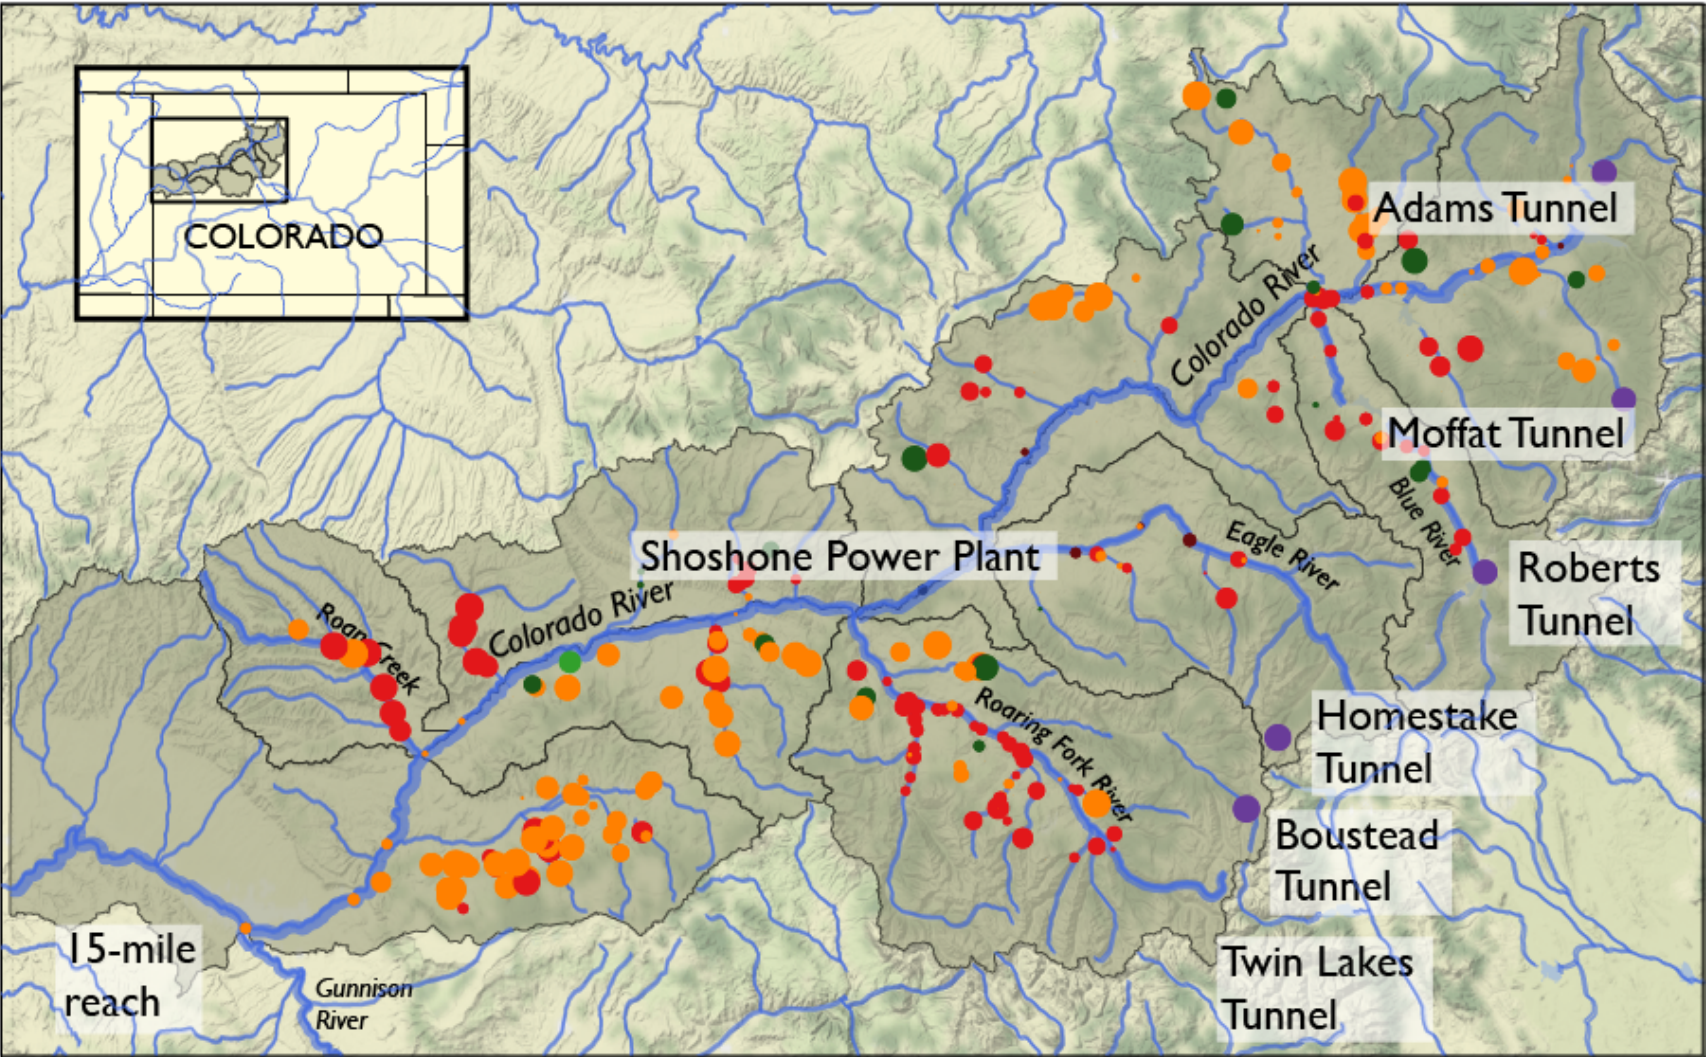 COLORADO
Adams Tunnel
Colorado River
Moffat Tunnel
Blue River
Eagle River
Shoshone Power Plant
Roberts
Tunnel
Colorado River
Roan Creek
Roaring Fork River
Homestake
Tunnel
Boustead
Tunnel
15-mile
reach
Gunnison
River
Twin Lakes
Tunnel